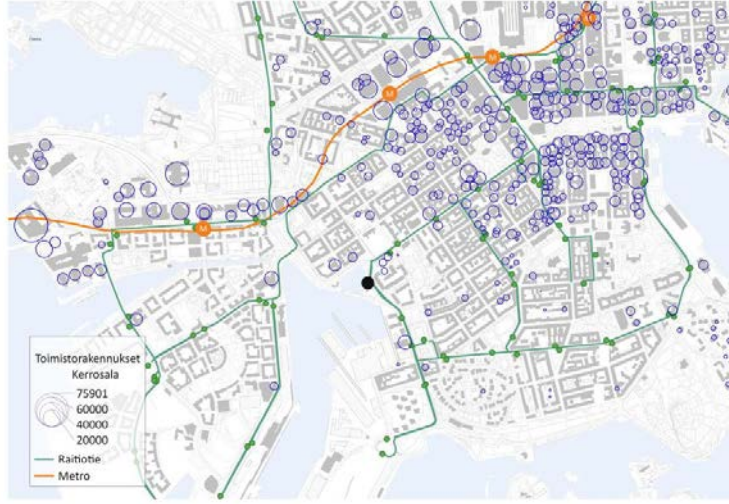 M
M
M
M
Toimistorakennukset
Kerrosala
75901
60000
40000
20000
Raitiotie
Metro